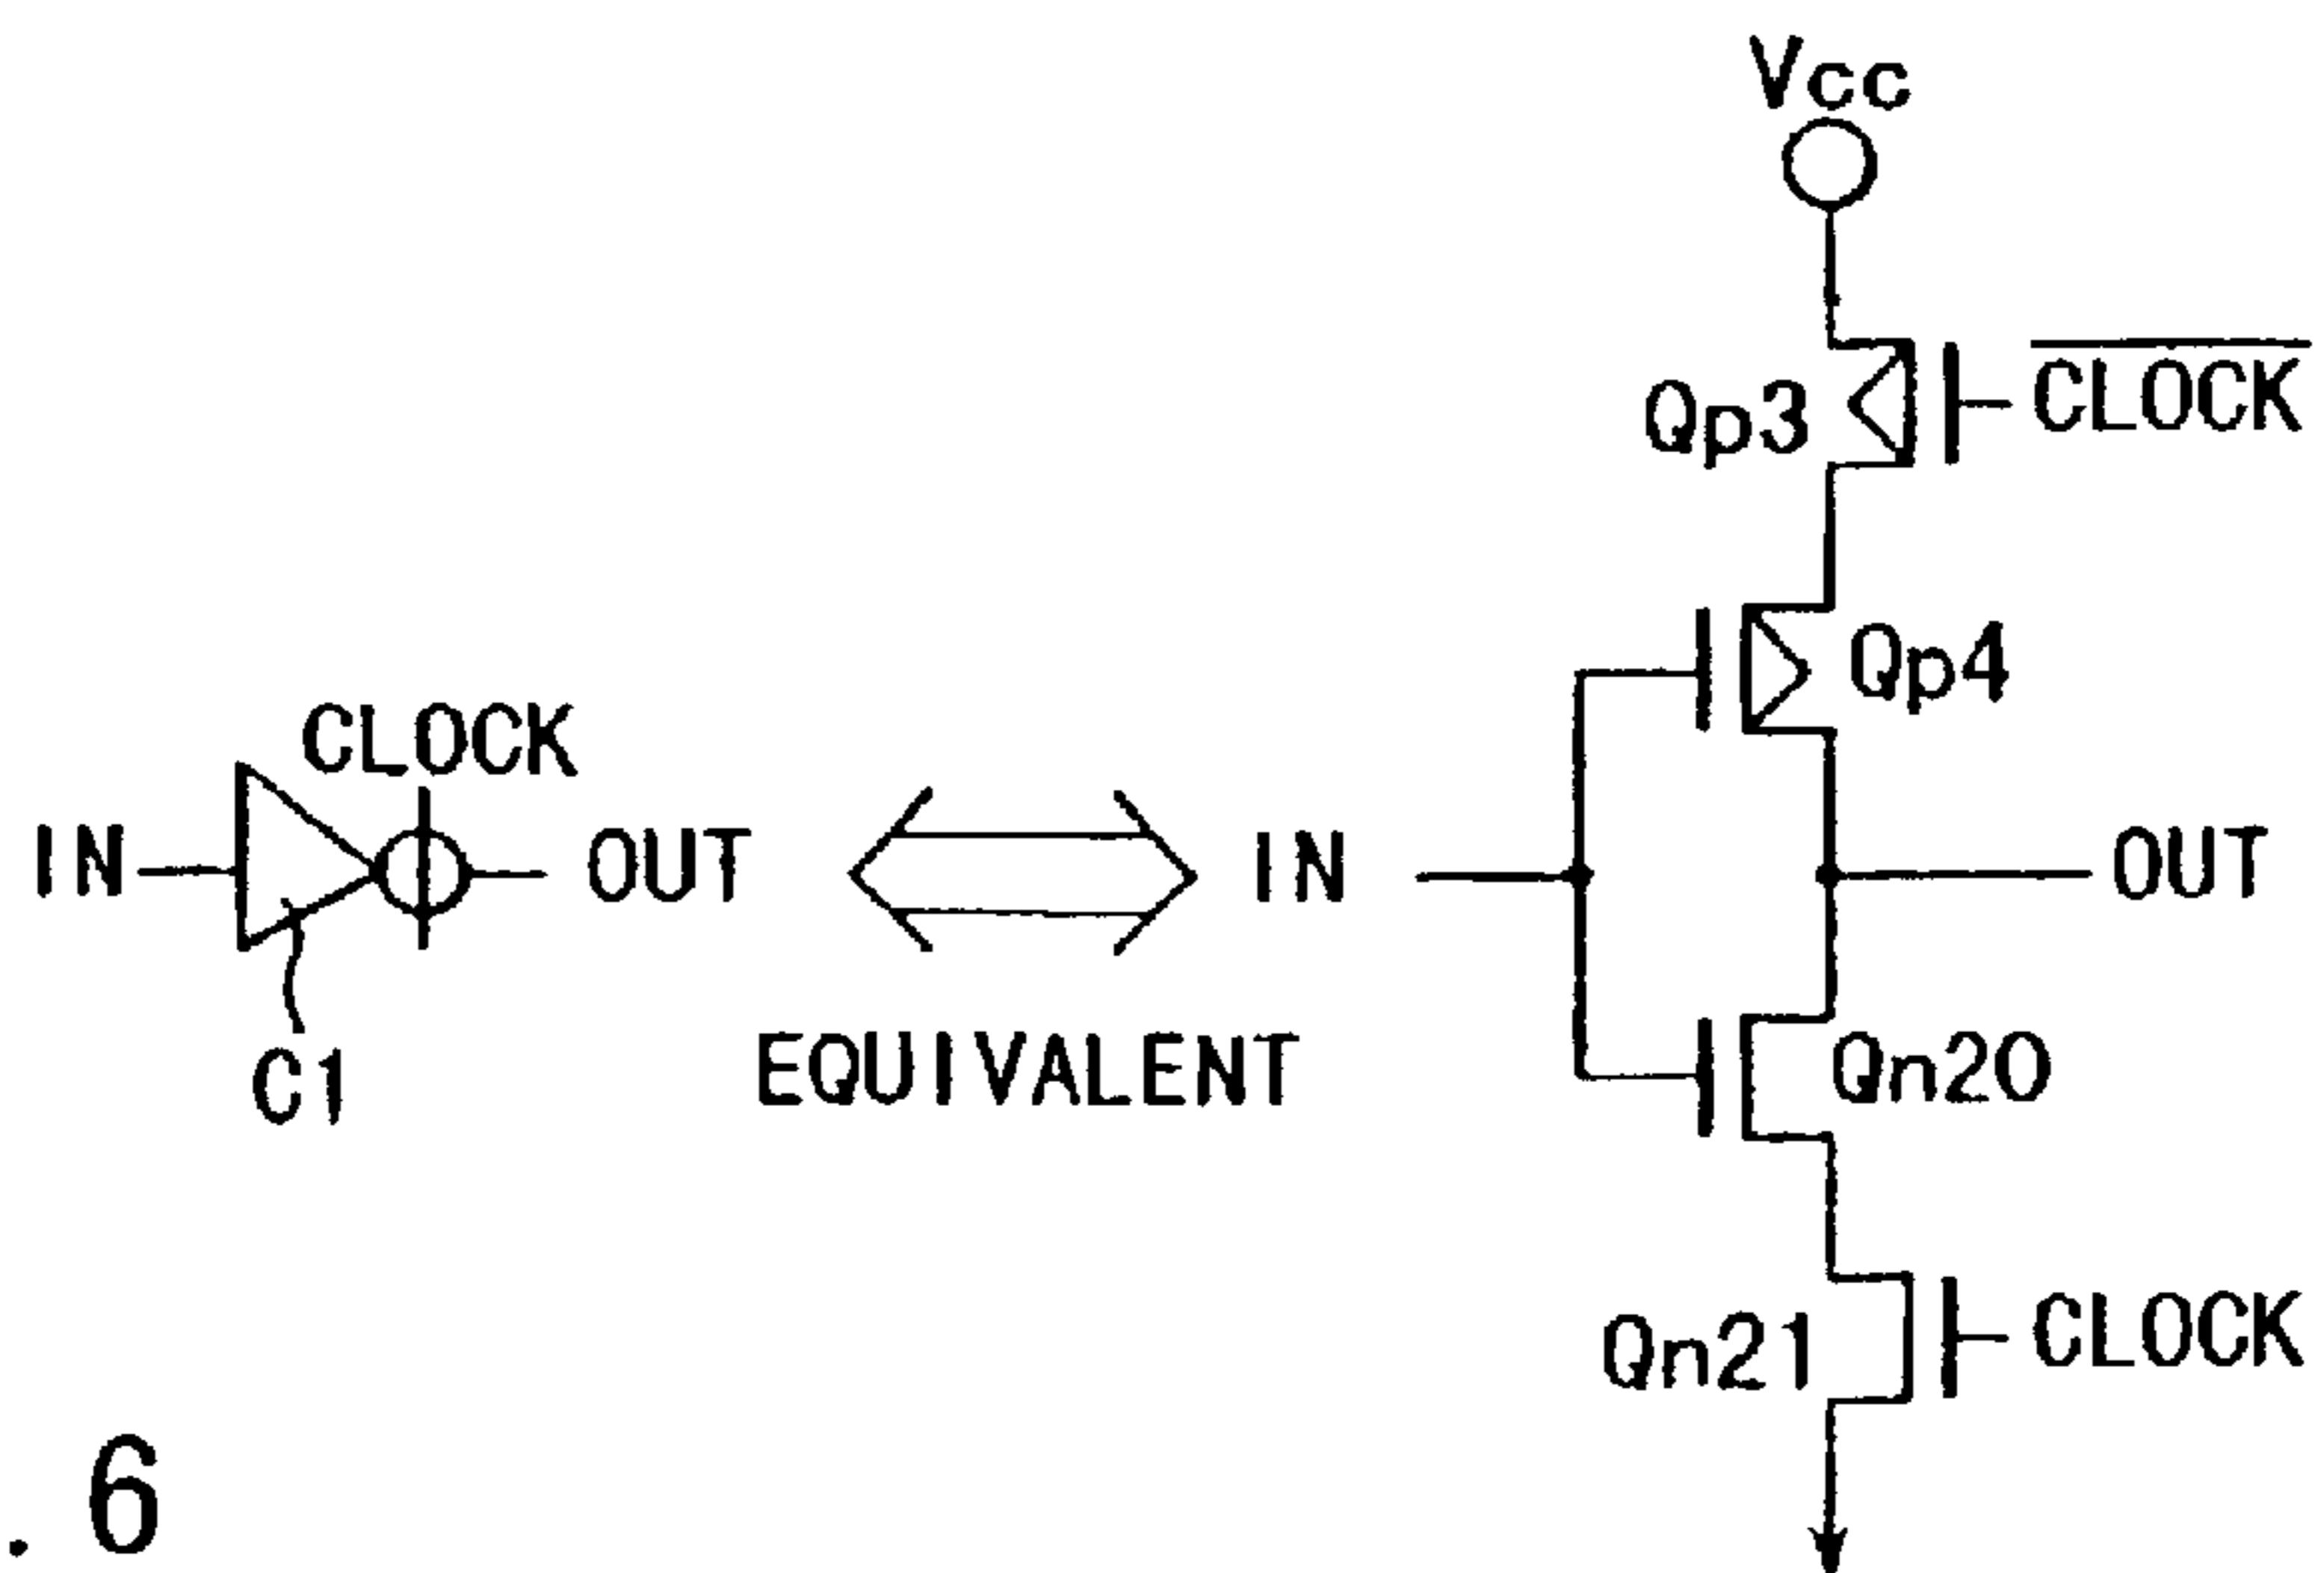 Vcc
CLOCK
Qp3
Qp4
CLOCK
IN
OUT
IN
OUT
C1
EQUIVALENT
Qn20
Qn21
CLOCK
. 6